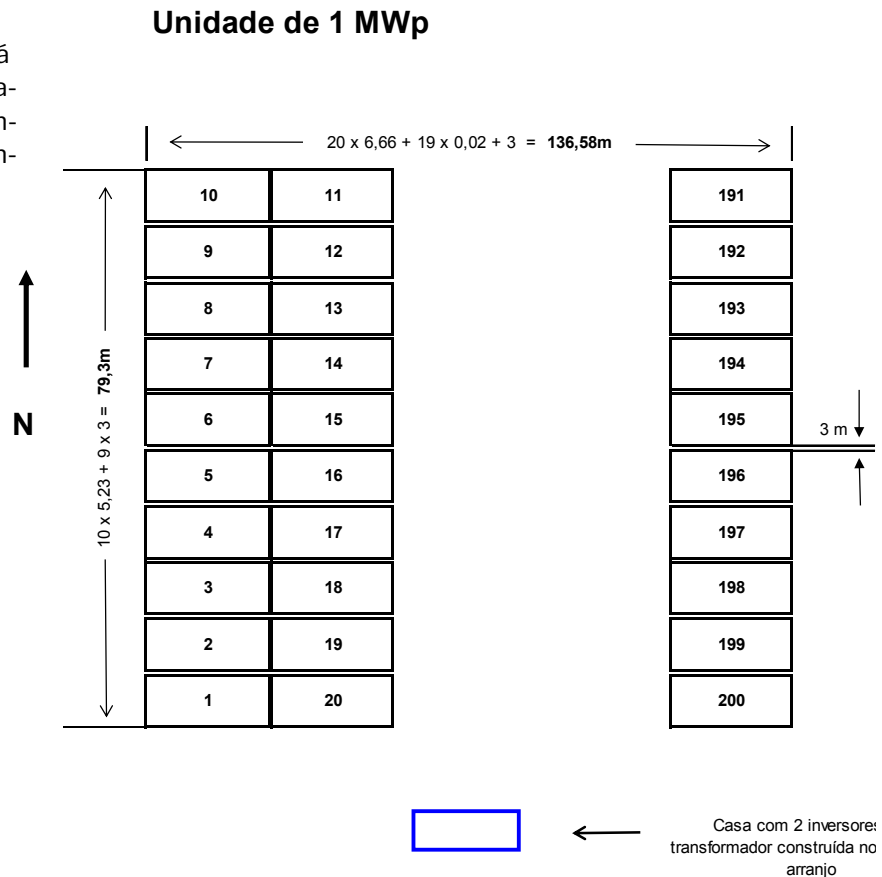 Unidade de 1 MWp
á
a-
n-
n-
20 x 6,66 + 19 x 0,02 + 3 = 136,58m
10 11 191
9 12 192
8 13 193
7 14 194
6 15 195
5 16 196
4 17 197
3 18 198
2 19 199
1 20 200
10 x 5,23 + 9 x 3 = 79,3m
N
3 m
Casa com 2 inversores
transformador construída no
arranjo